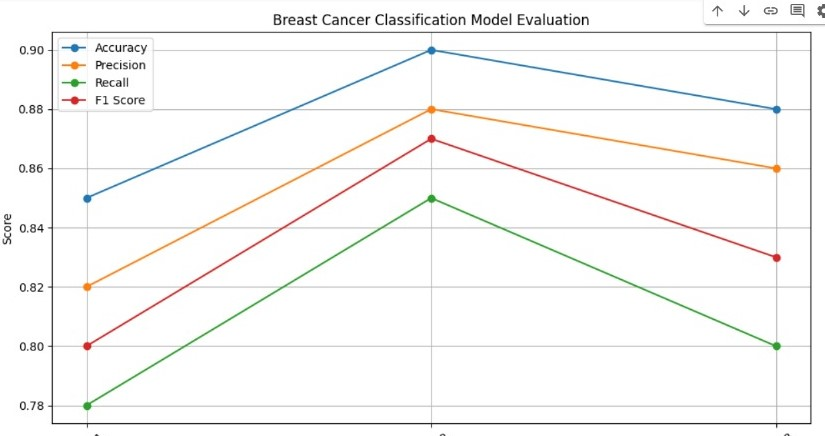 Breast Cancer Classification Model Evaluation
Accuracy
Precision
Recall
F1 Score
0.90
0.88
0.86
0.84
0.82
0.80
0.78
Score